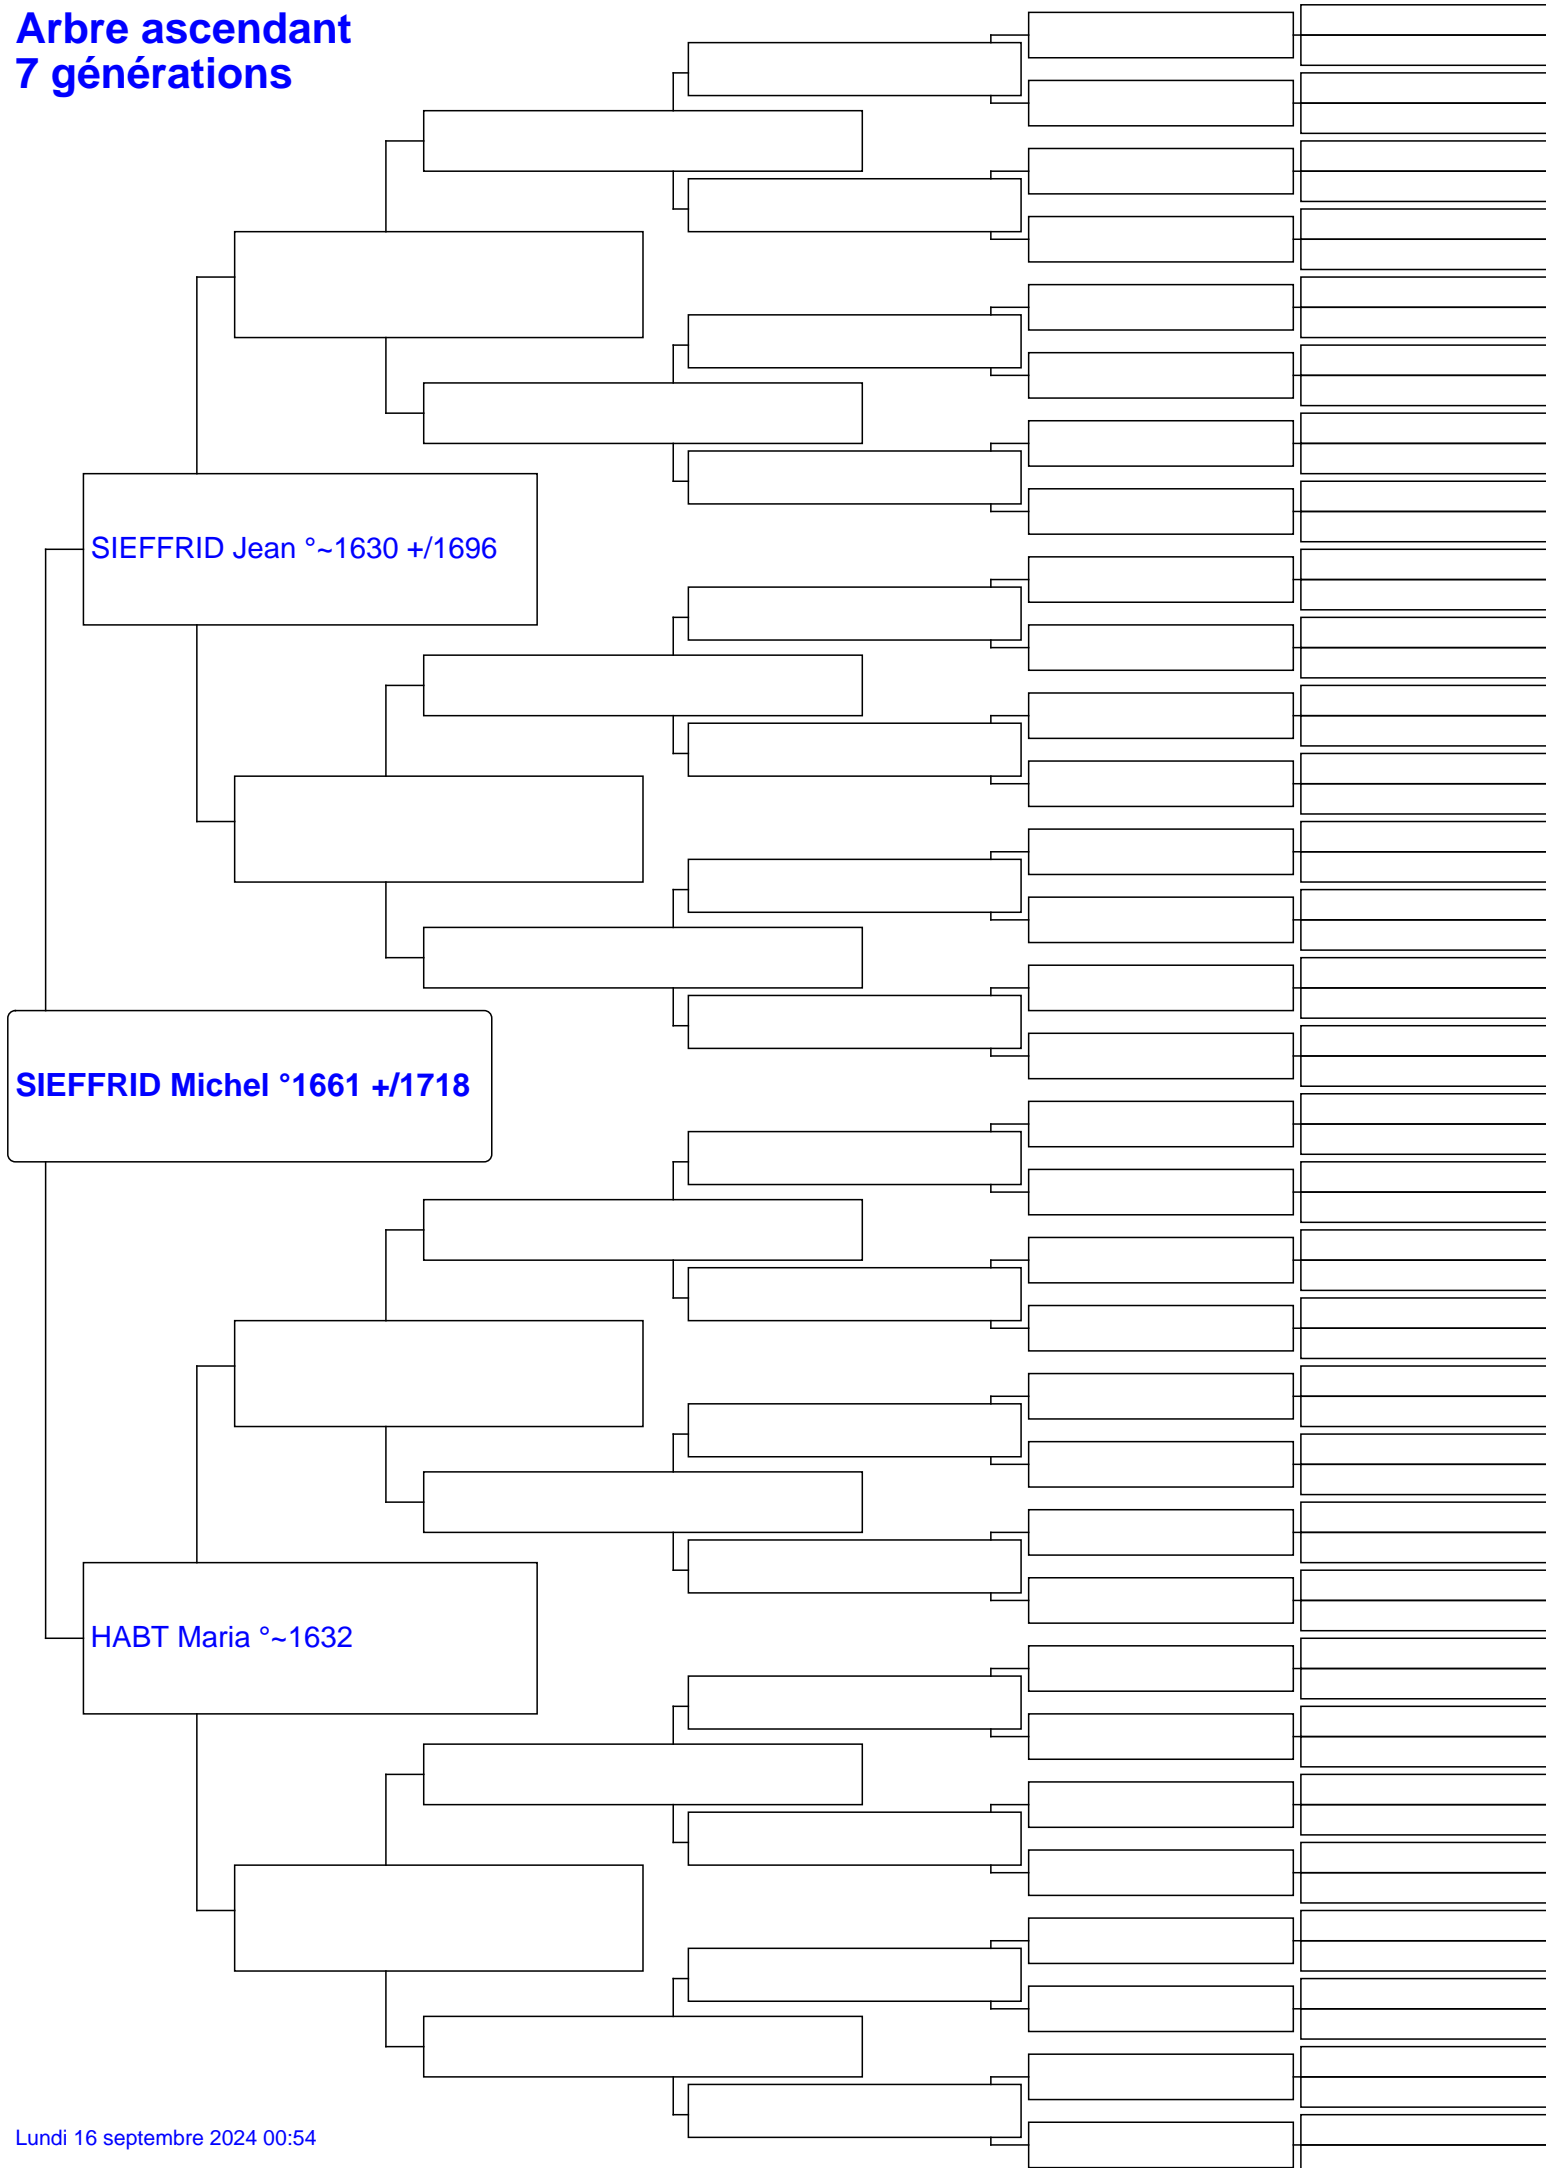 Arbre ascendant
7 générations
SIEFFRID Jean °~1630 +/1696
SIEFFRID Michel °1661 +/1718
HABT Maria °~1632
Lundi 16 septembre 2024 00:54